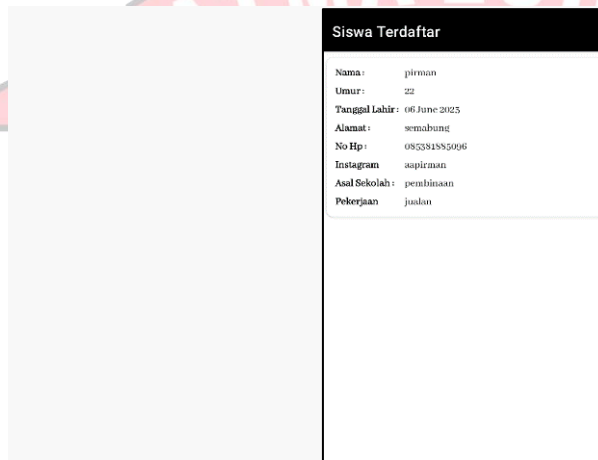 Siswa Terdaftar
Nama : pirman
Umur : 22
Tanggal Lahir : 06 June 2023
Alamat : semabung
No Hp : 085381885096
Instagram aapirman
Asal Sekolah : pembinaan
Pekerjaan jualan